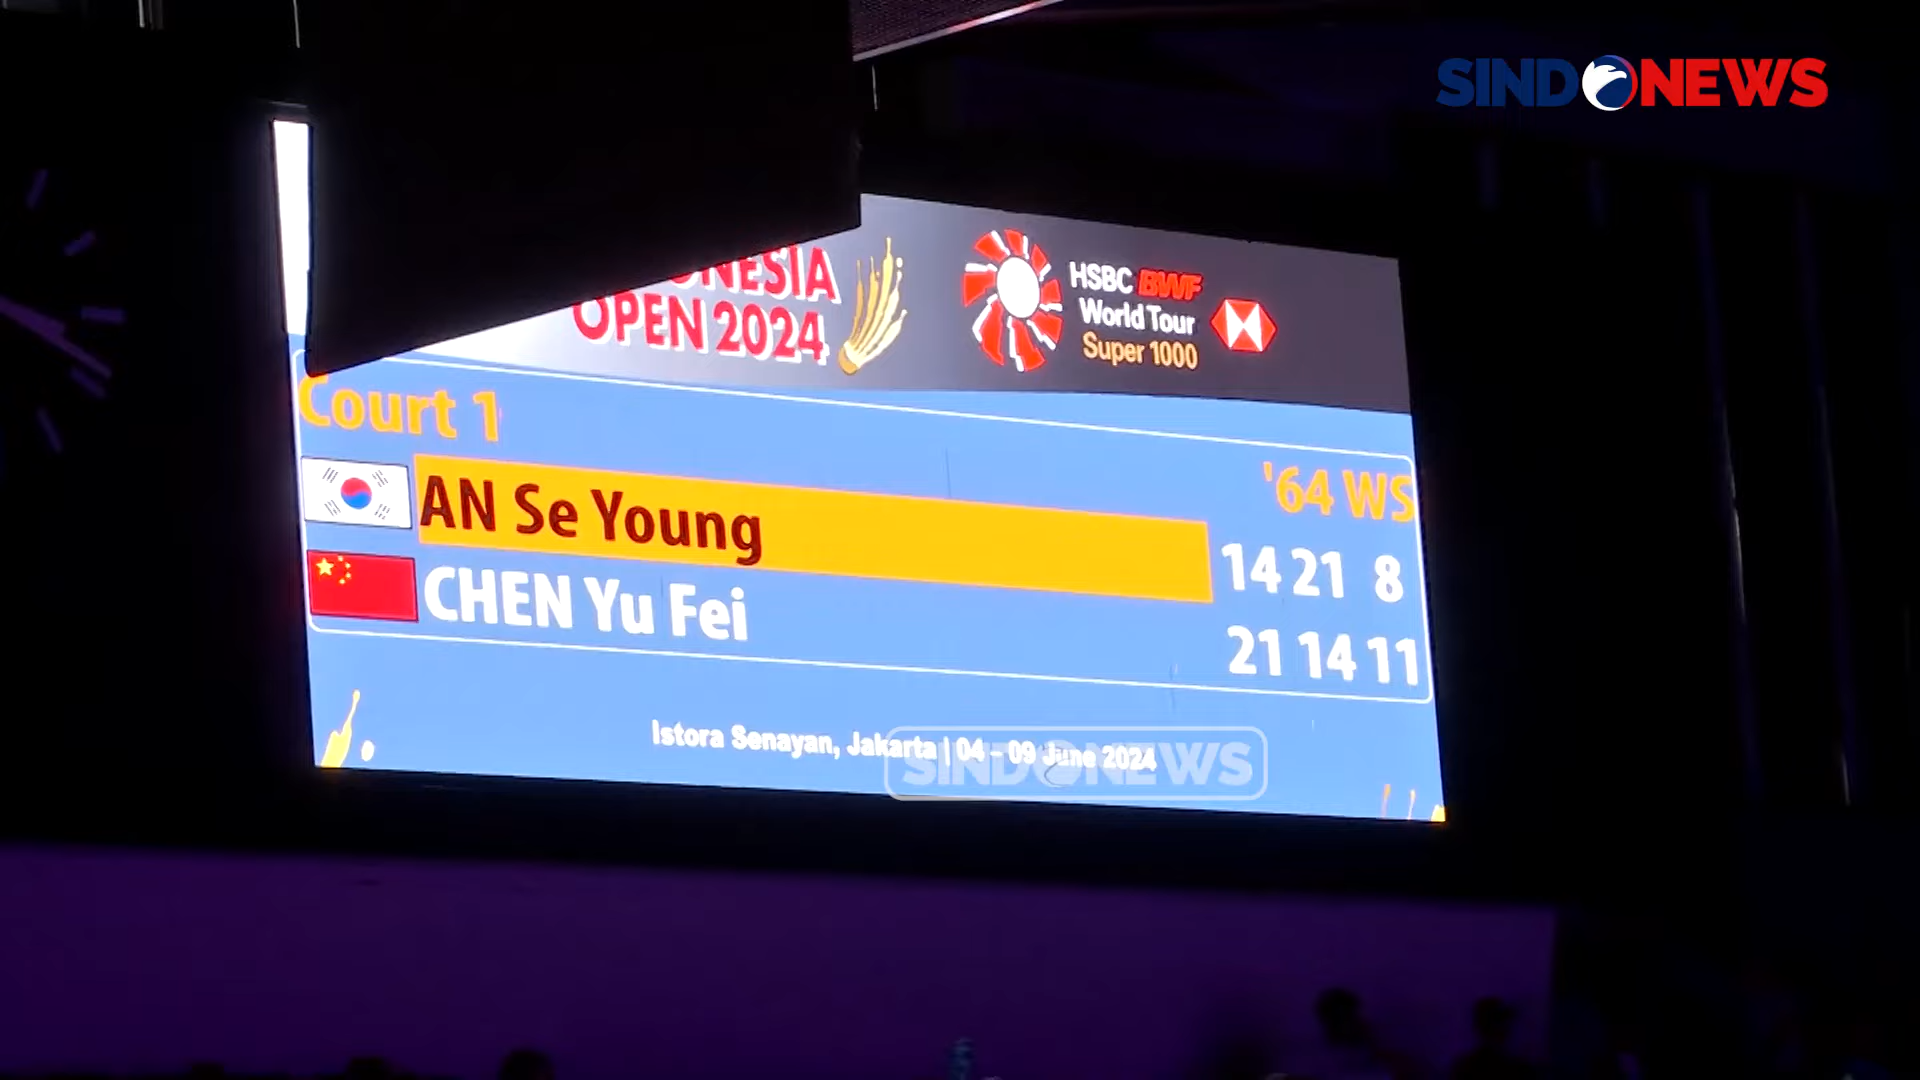 SINDONEWS
OPEN 2024
HSBC BWF
World Tour
Super 1000
Court 1
'64 WS
AN Se Young 14 21 8
CHEN Yu Fei 21 14 11
Istora Senayan, Jakarta | 04 - 09 June 2024
SINDONEWS